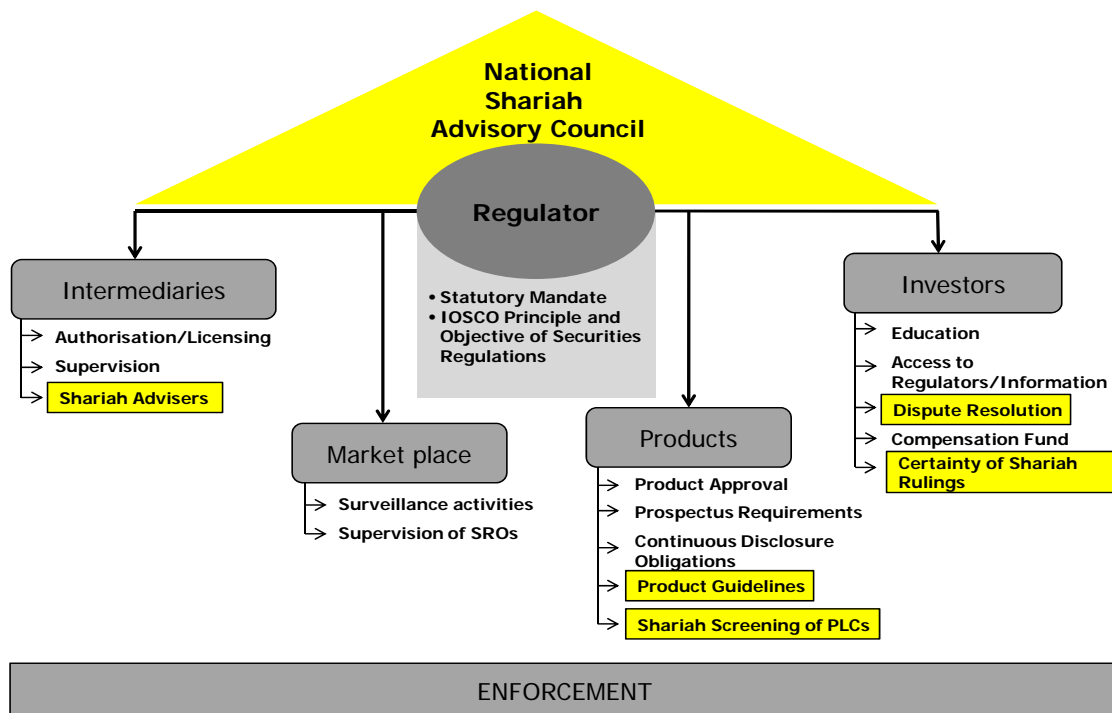 National
Shariah
Advisory Council
Regulator
• Statutory Mandate
• IOSCO Principle and
Objective of Securities
Regulations
Intermediaries
Authorisation/Licensing
Supervision
Shariah Advisers
Market place
Surveillance activities
Supervision of SROs
Products
Product Approval
Prospectus Requirements
Continuous Disclosure
Obligations
Product Guidelines
Shariah Screening of PLCs
Investors
Education
Access to
Regulators/Information
Dispute Resolution
Compensation Fund
Certainty of Shariah
Rulings
ENFORCEMENT